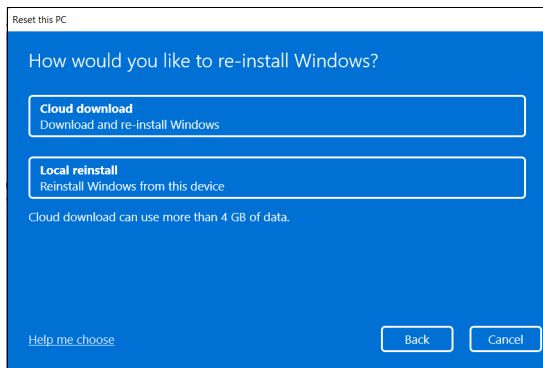 Reset this PC
How would you like to re-install Windows?
Cloud download
Download and re-install Windows
Local reinstall
Reinstall Windows from this device
Cloud download can use more than 4 GB of data.
Help me choose
Back
Cancel